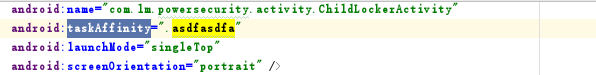 android:name="com.lm.powersecurity.activity.ChildLockerActivity"
android:taskAffinity=".asdfasdfa"
android:launchMode="singleTop"
android:screenOrientation="portrait" />